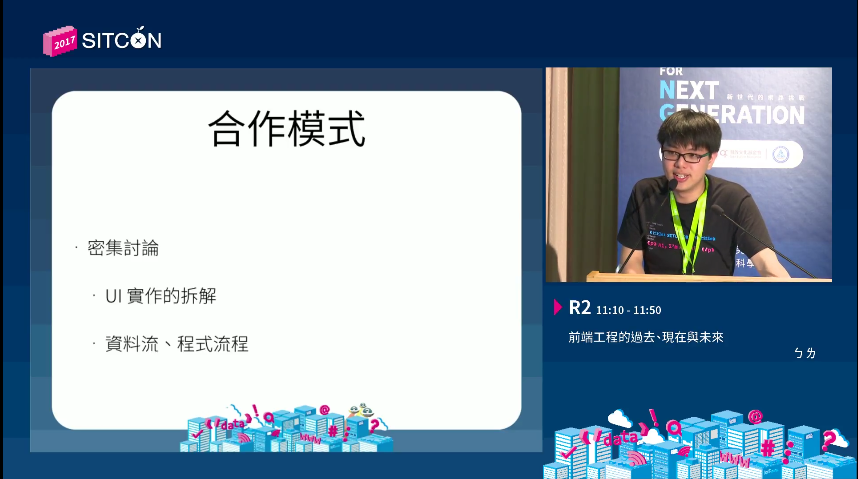 2017 SITCON
合作模式
· 密集討論
· UI 實作的拆解
· 資料流、程式流程
data
@
#
?
FOR
NEXT
GENERATION
R2 11:10 - 11:50
前端工程的過去、現在與未來
ㄅㄌ
data
@
#
?